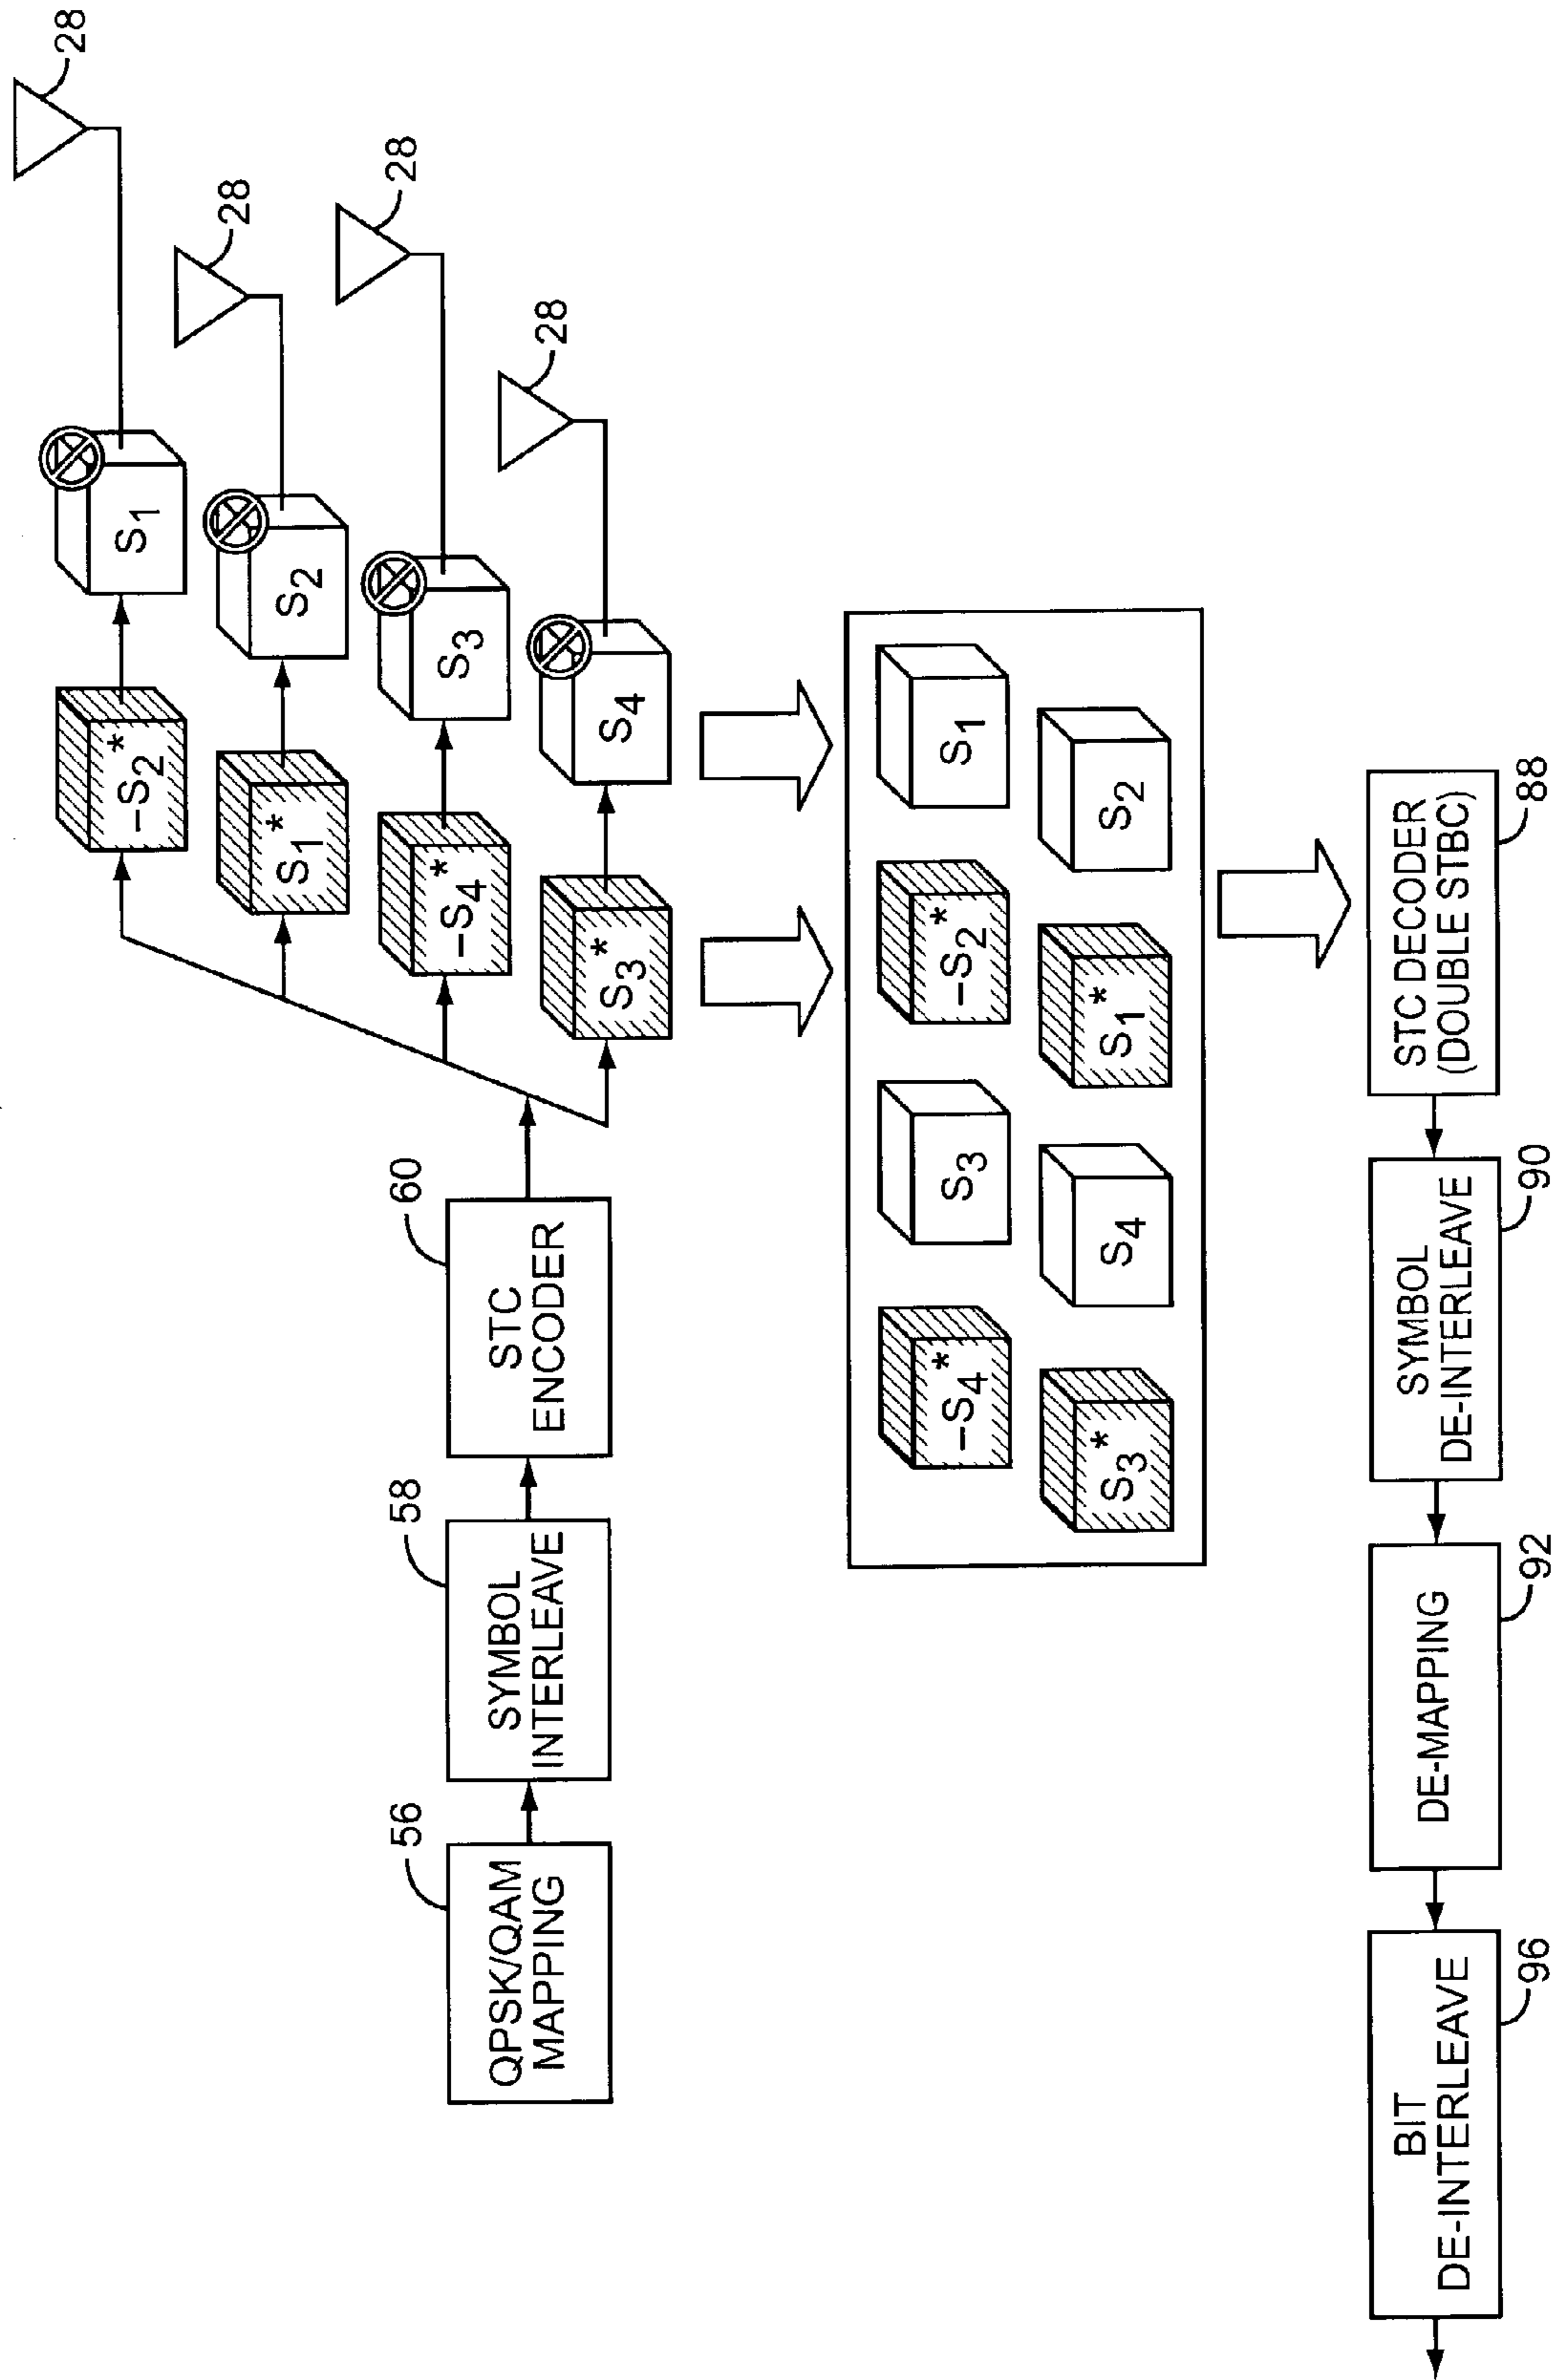 QPSK/QAM
MAPPING
56
SYMBOL
INTERLEAVE
58
STC
ENCODER
60
-S2*
S1
28
S1*
S2
28
-S4*
S3
28
S3*
S4
28
-S4*
S3
-S2*
S1
S3*
S4
S1*
S2
BIT
DE-INTERLEAVE
96
DE-MAPPING
92
SYMBOL
DE-INTERLEAVE
90
STC DECODER
(DOUBLE STBC)
88